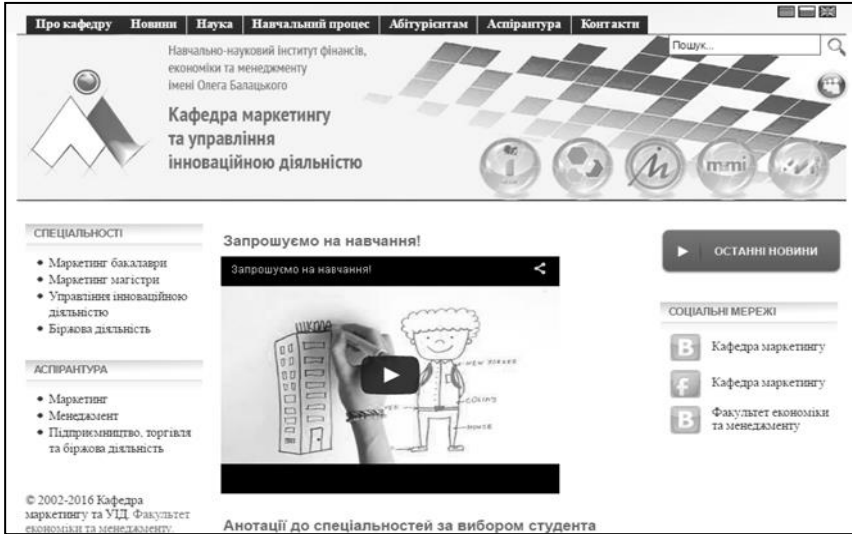 Про кафедру Новини Наука Навчальний процес Абітурієнтам Аспірантура Контакти
Пошук...
Навчально-науковий інститут фінансів,
економіки та менеджменту
імені Олега Балацького
Кафедра маркетингу
та управління
інноваційною діяльністю
mmi
СПЕЦІАЛЬНОСТІ
Маркетинг бакалаври
Маркетинг магістри
Управління інноваційною
діяльністю
Біржова діяльність
АСПІРАНТУРА
Маркетинг
Менеджмент
Підприємництво, торгівля
та біржова діяльність
© 2002-2016 Кафедра
маркетингу та УІД. Факультет
економіки та менеджменту.
Запрошуємо на навчання!
Запрошуємо на навчання!
ШКОЛА
NEW YORKER
COLIN'S
Анотації до спеціальностей за вибором студента
ОСТАННІ НОВИНИ
СОЦІАЛЬНІ МЕРЕЖІ
Кафедра маркетингу
Кафедра маркетингу
Факультет економіки
та менеджменту